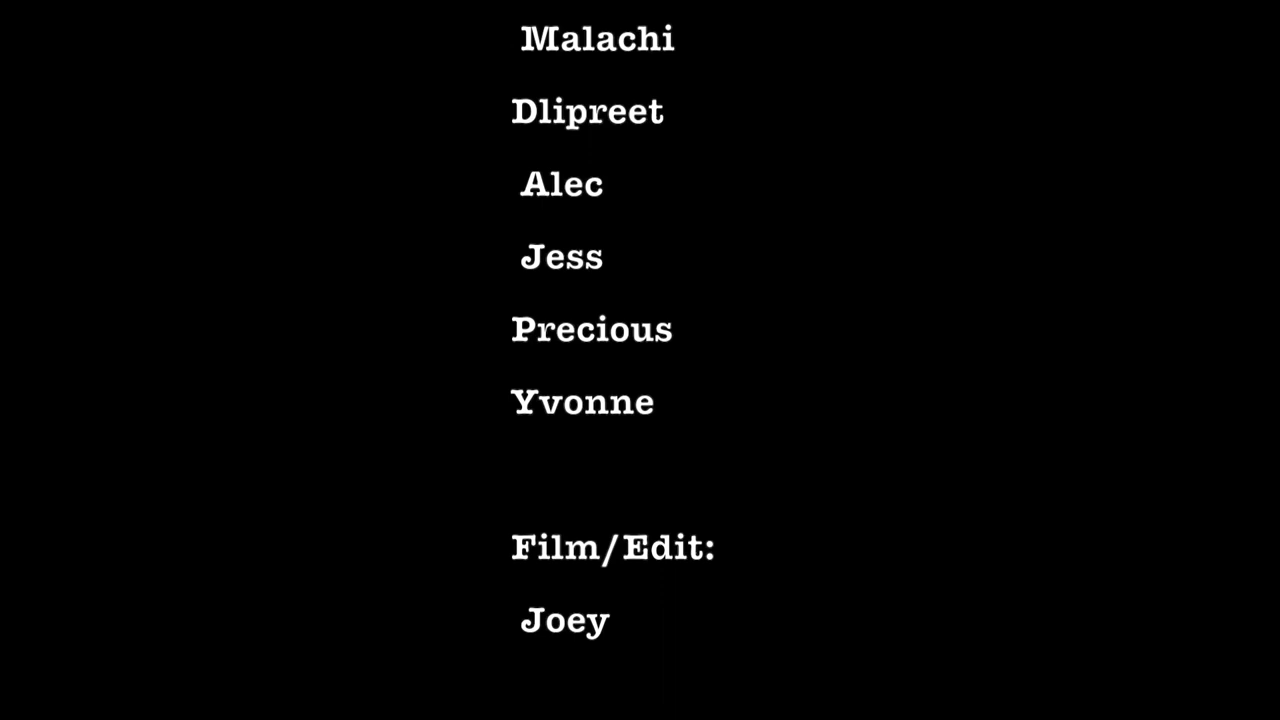 Malachi
Dlipreet
Alec
Jess
Precious
Yvonne
Film/Edit:
Joey